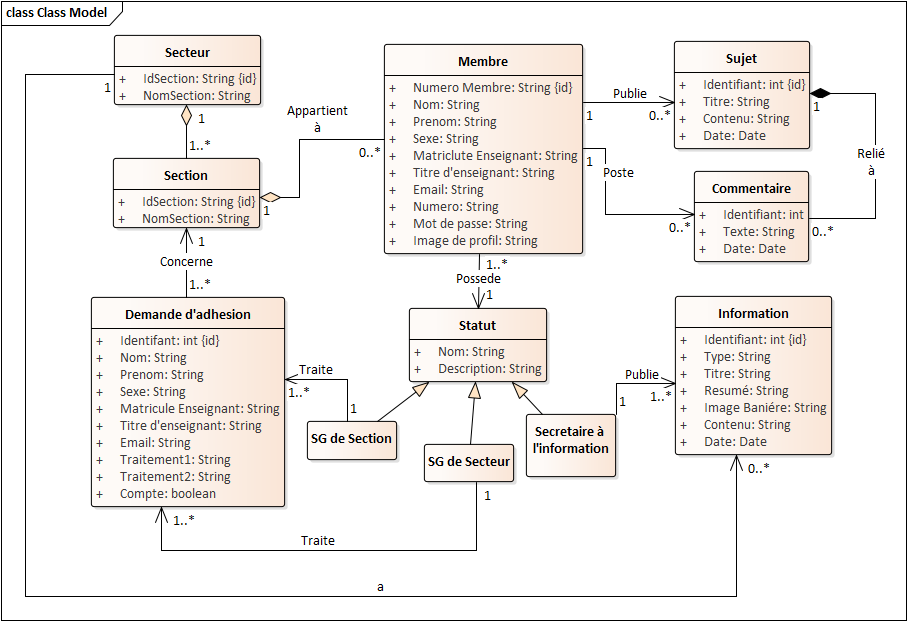 class Class Model
Secteur
+ IdSection: String {id}
+ NomSection: String
1
1
1..*
Section
+ IdSection: String {id}
+ NomSection: String
1
Appartient
à
0..*
1
Concerne
1..*
Membre
+ Numero Membre: String {id}
+ Nom: String
+ Prenom: String
+ Sexe: String
+ Matriclute Enseignant: String
+ Titre d'enseignant: String
+ Email: String
+ Numero: String
+ Mot de passe: String
+ Image de profil: String
Publie
1
0..*
1
Poste
0..*
Sujet
+ Identifiant: int {id}
+ Titre: String
+ Contenu: String
+ Date: Date
1
Relié
à
0..*
Commentaire
+ Identifiant: int
+ Texte: String
+ Date: Date
1..*
Possede
1
Demande d'adhesion
+ Identifant: int {id}
+ Nom: String
+ Prenom: String
+ Sexe: String
+ Matricule Enseignant: String
+ Titre d'enseignant: String
+ Email: String
+ Traitement1: String
+ Traitement2: String
+ Compte: boolean
Statut
+ Nom: String
+ Description: String
Information
+ Identifiant: int {id}
+ Type: String
+ Titre: String
+ Resumé: String
+ Image Baniére: String
+ Contenu: String
+ Date: Date
Traite
1..*
1
SG de Section
SG de Secteur
1
Secretaire à
l'information
Publie
1
1..*
0..*
1..*
Traite
a